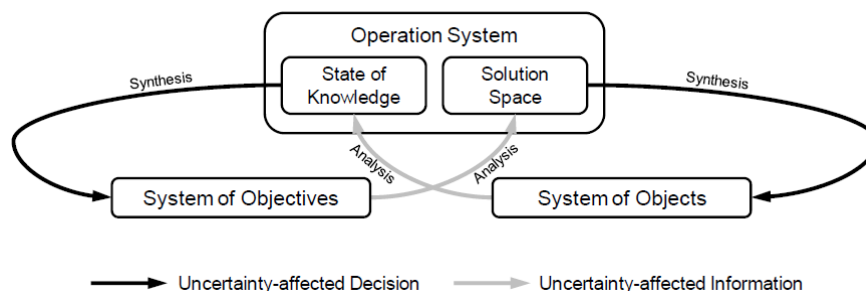 Operation System
Synthesis
State of
Knowledge
Solution
Space
Synthesis
Analysis
Analysis
System of Objectives
System of Objects
Uncertainty-affected Decision
Uncertainty-affected Information